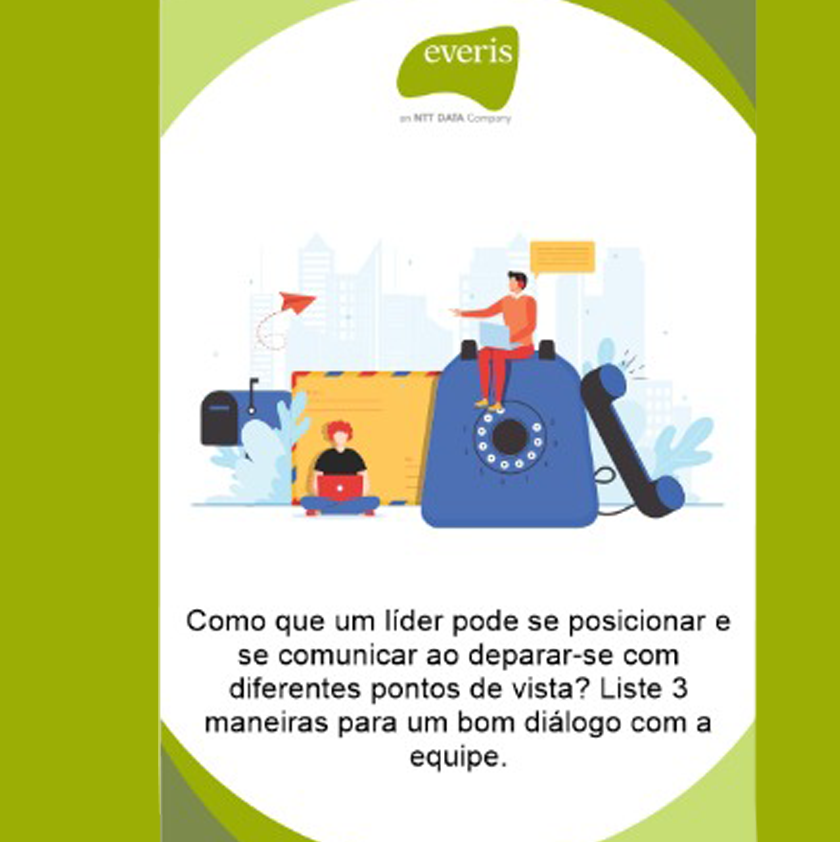 everis
an NTT DATA Company
Como que um líder pode se posicionar e
se comunicar ao deparar-se com
diferentes pontos de vista? Liste 3
maneiras para um bom diálogo com a
equipe.